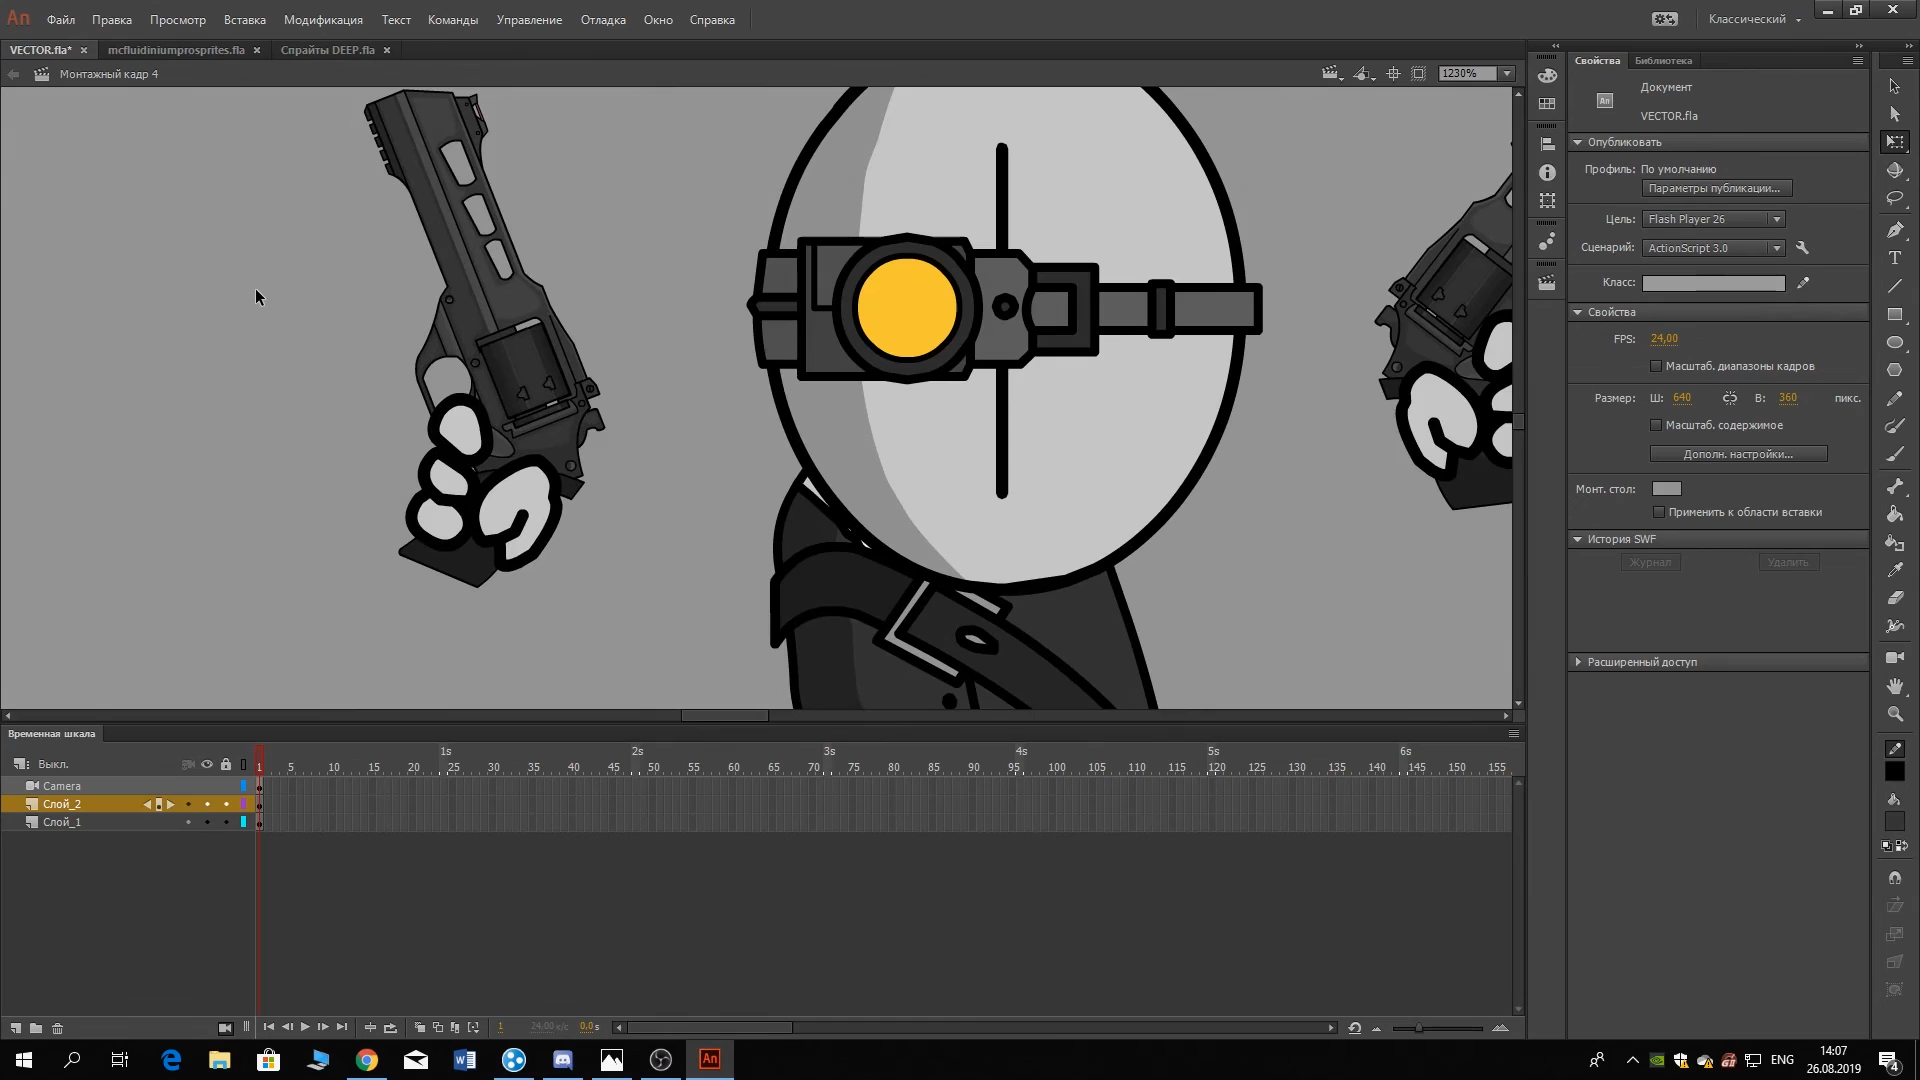 An Файл Правка Просмотр Вставка Модификация Текст Команды Управление Отладка Окно Справка Классический
VECTOR.fla* × mcfluidiniumprosprites.fla × Спрайты DEEP.fla ×
Монтажный кадр 4 1230%
Свойства Библиотека
Документ
An
VECTOR.fla
Опубликовать
Профиль: По умолчанию
Параметры публикации...
Цель: Flash Player 26
Сценарий: ActionScript 3.0
Класс:
Свойства
FPS: 24,00
Масштаб. диапазоны кадров
Размер: Ш: 640 В: 360 пикс.
Масштаб. содержимое
Дополн. настройки...
Монт. стол:
Применить к области вставки
История SWF
Журнал Удалить
Расширенный доступ
Временная шкала
1s 2s 3s 4s 5s 6s
Выкл. 1 5 10 15 20 25 30 35 40 45 50 55 60 65 70 75 80 85 90 95 100 105 110 115 120 125 130 135 140 145 150 155
Camera
Слой_2
Слой_1
1 24,00 к/с 0,0 s
An ENG 14:07
26.08.2019 4